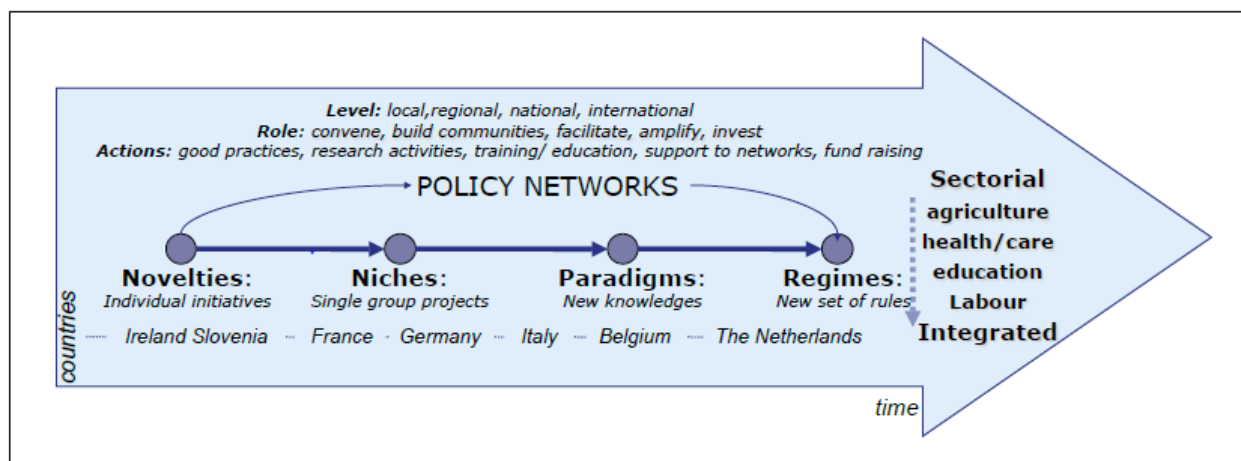 Level: local,regional, national, international
Role: convene, build communities, facilitate, amplify, invest
Actions: good practices, research activities, training/ education, support to networks, fund raising
POLICY NETWORKS
Novelties:
Individual initiatives
Niches:
Single group projects
Paradigms:
New knowledges
Regimes:
New set of rules
countries
Ireland Slovenia
France
Germany
Italy
Belgium
The Netherlands
time
Sectorial
agriculture
health/care
education
Labour
Integrated